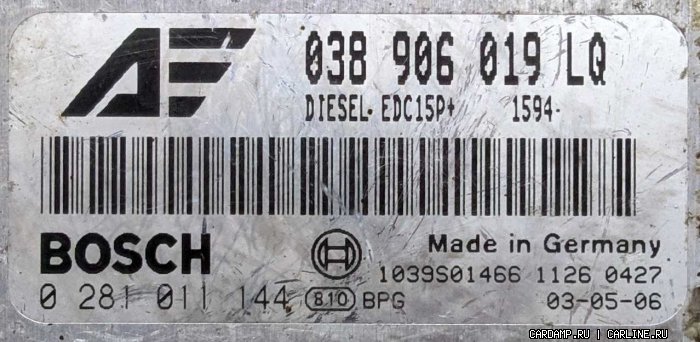 AE 038 906 019 LQ
DIESEL- EDC15P+ 1594-
BOSCH
Made in Germany
1039S01466 1126 0427
0 281 011 144 810 BPG 03-05-06
CARDAMP.RU | CARLINE.RU